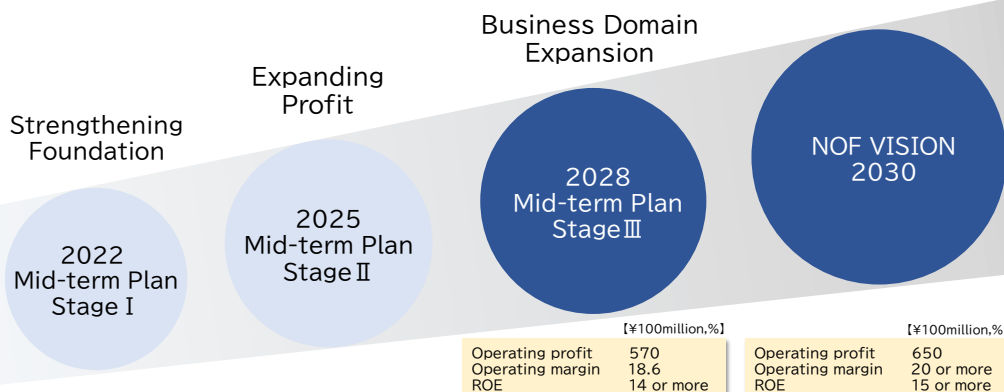 Strengthening
Foundation
2022
Mid-term Plan
Stage Ⅰ
Expanding
Profit
2025
Mid-term Plan
Stage Ⅱ
Business Domain
Expansion
2028
Mid-term Plan
StageⅢ
NOF VISION
2030
【¥100million,%】
Operating profit 570
Operating margin 18.6
ROE 14 or more
【¥100million,%
Operating profit 650
Operating margin 20 or more
ROE 15 or more